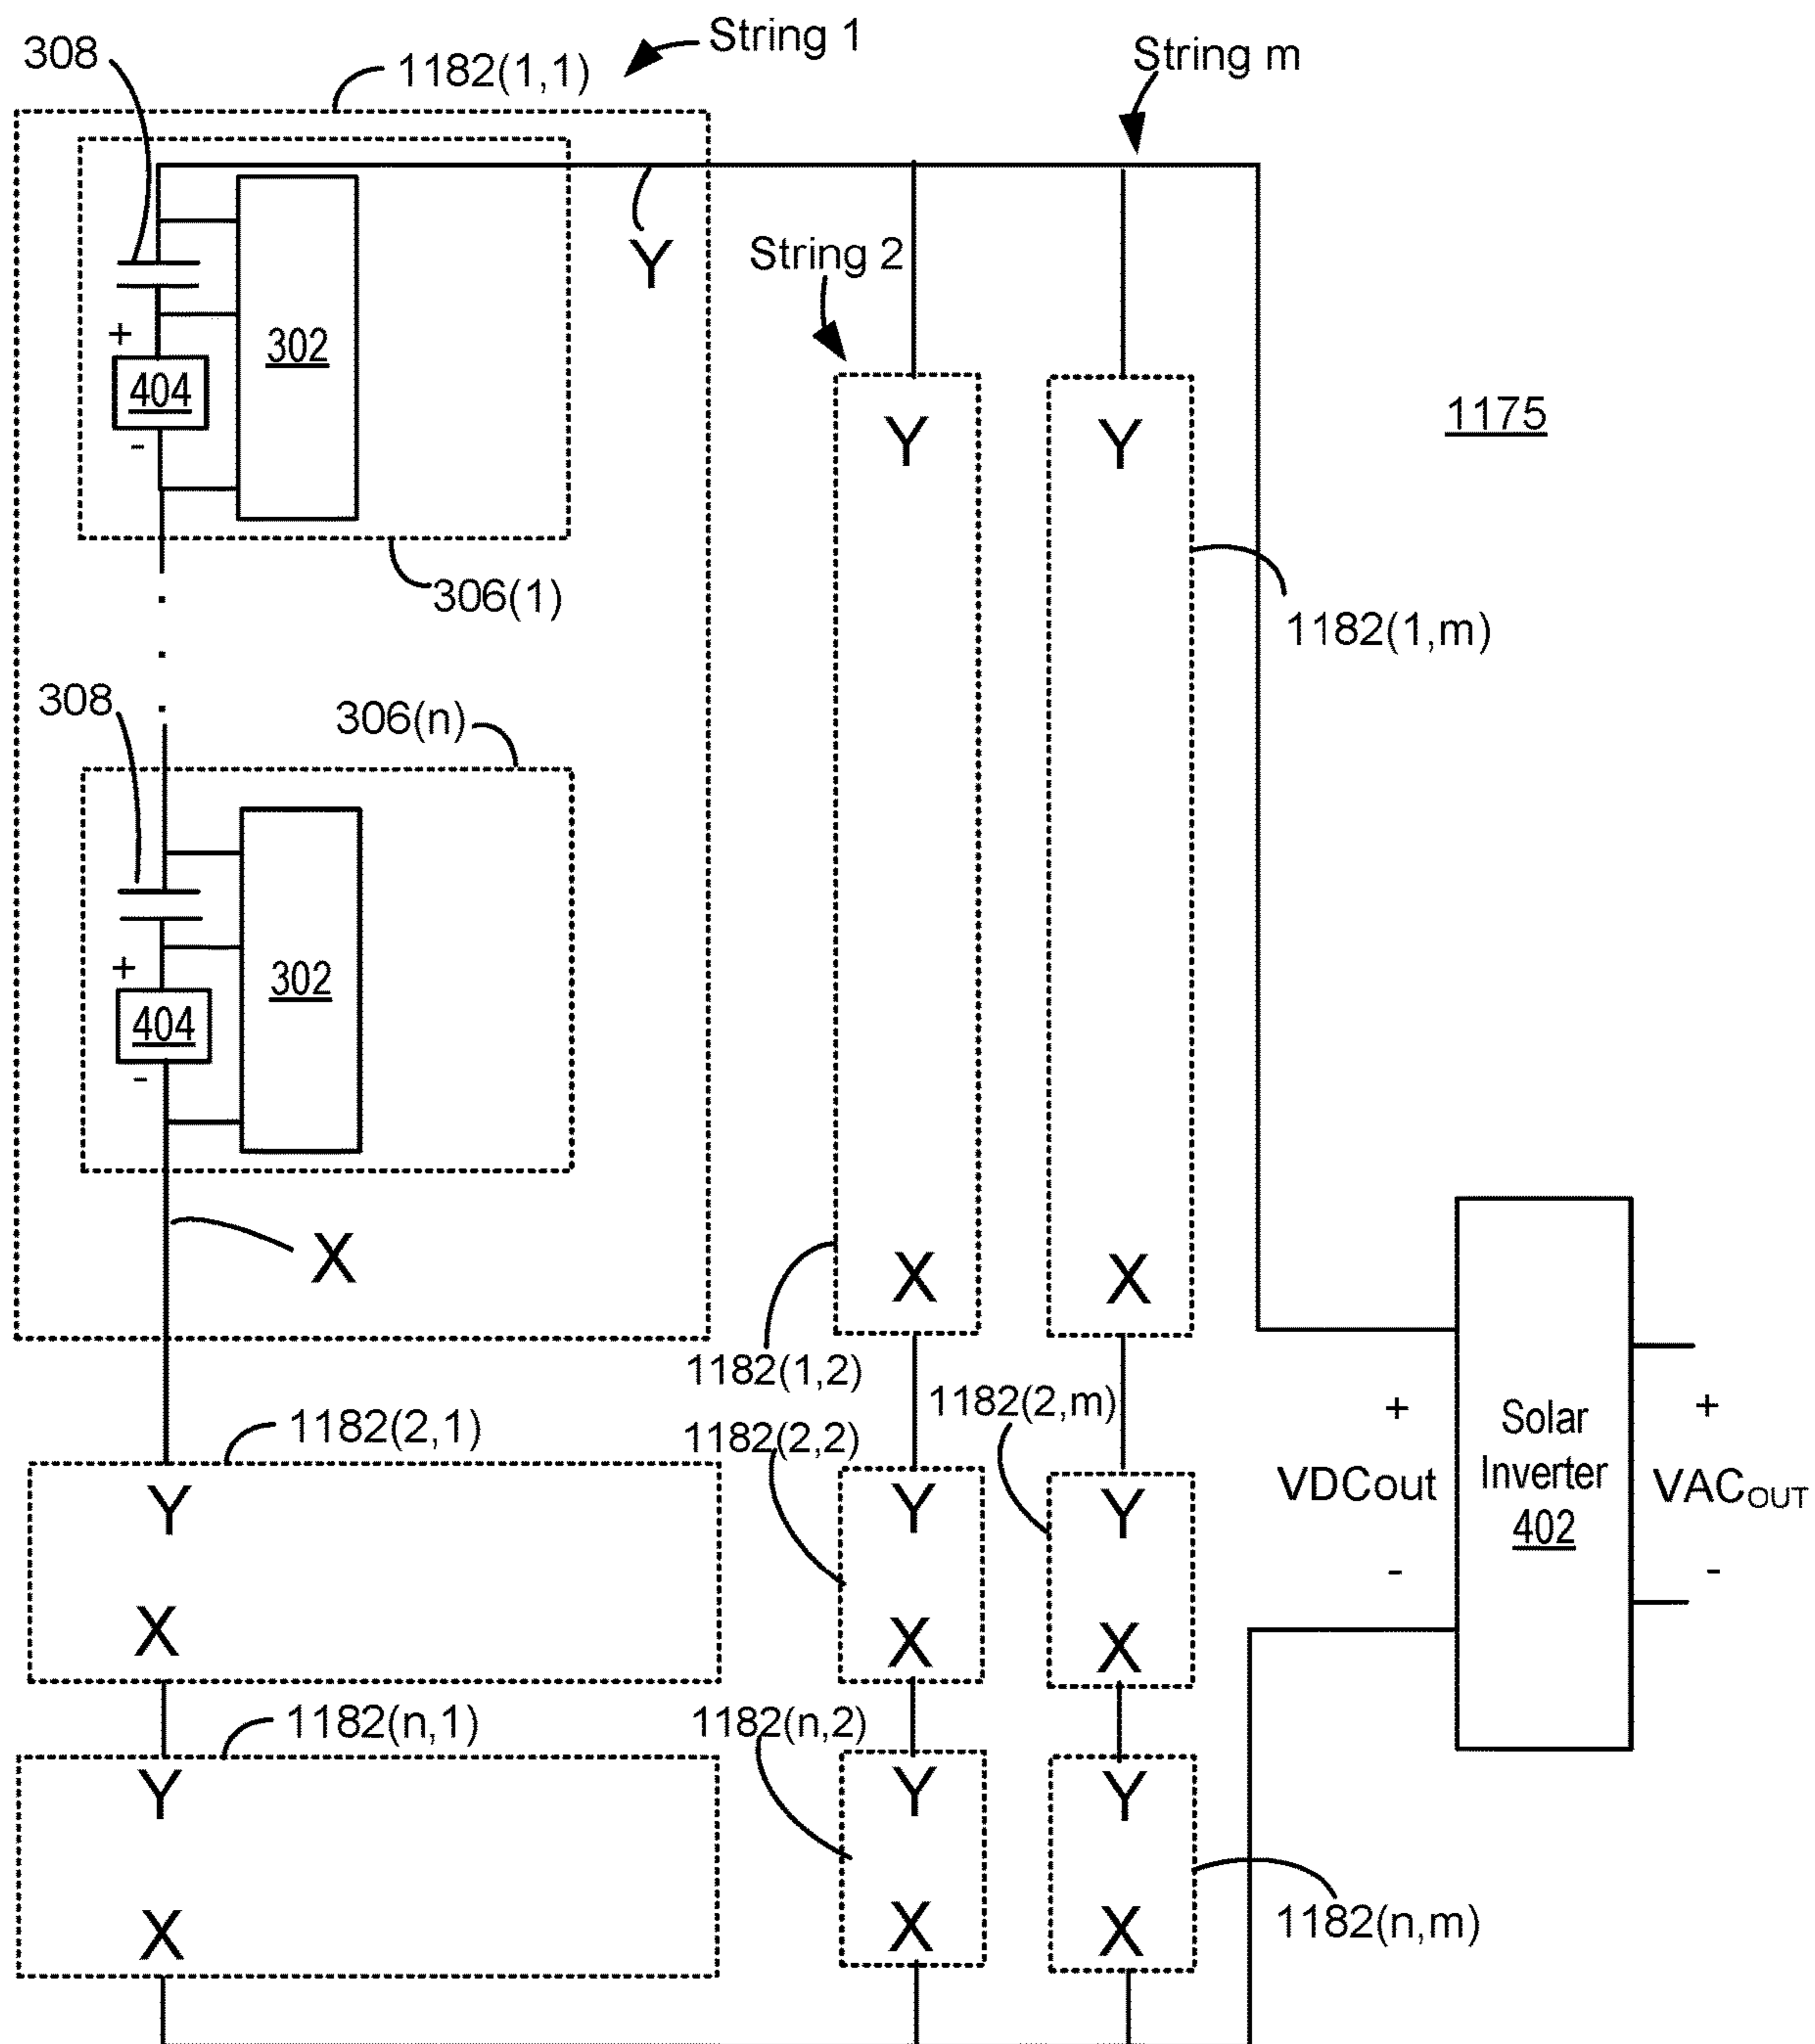 String 1
308
1182(1,1)
String m
Y
String 2
302
+
404
-
Y
Y
1175
306(1)
1182(1,m)
308
306(n)
302
+
404
-
X
X
X
1182(1,2)
1182(2,m)
1182(2,1)
1182(2,2)
+
+
Solar
Inverter
402
VDCout
VACOUT
-
-
Y
Y
Y
X
X
X
1182(n,1)
1182(n,2)
Y
Y
Y
X
X
X
1182(n,m)